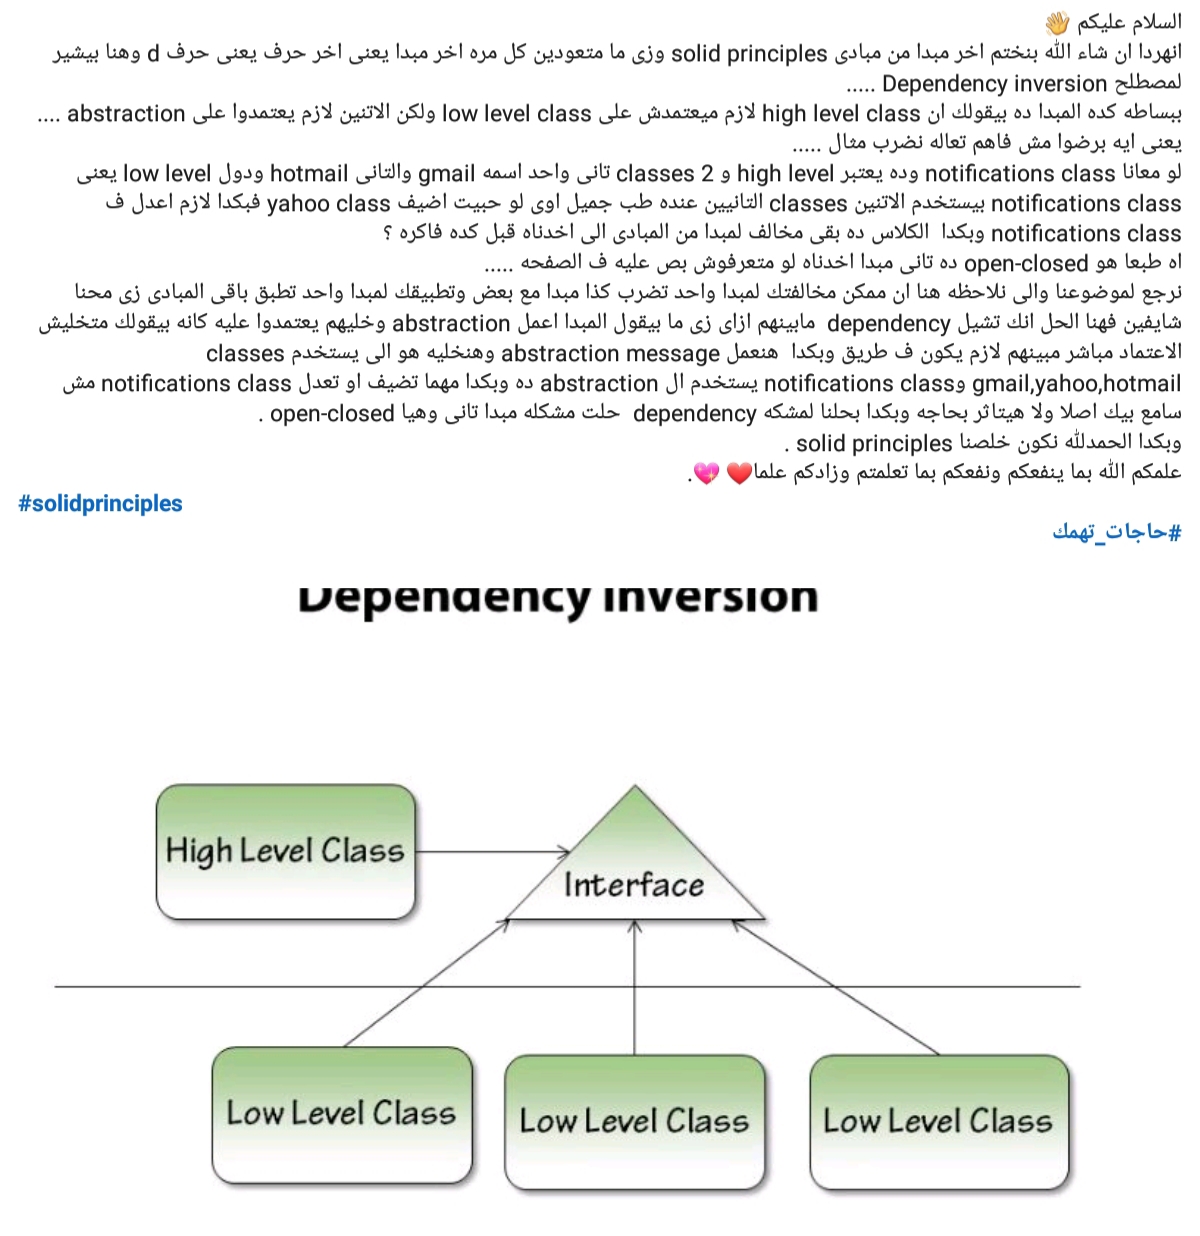 السلام عليكم 👋
انهردا ان شاء الله بنختم اخر مبدا من مبادى solid principles وزى ما متعودين كل مره اخر مبدا يعنى اخر حرف يعنى حرف d وهنا بيشير
لمصطلح Dependency inversion .....
ببساطه كده المبدا ده بيقولك ان high level class لازم ميعتمدش على low level class ولكن الاتنين لازم يعتمدوا على abstraction ....
يعنى ايه برضوا مش فاهم تعاله نضرب مثال .....
لو معانا notifications class وده يعتبر high level و 2 classes تانى واحد اسمه gmail والتانى hotmail ودول low level يعنى
notifications class بيستخدم الاتنين classes التانيين عنده طب جميل اوى لو حبيت اضيف yahoo class فبكدا لازم اعدل ف
notifications class وبكدا الكلاس ده بقى مخالف لمبدا من المبادى الى اخدناه قبل كده فاكره ؟
اه طبعا هو open-closed ده تانى مبدا اخدناه لو متعرفوش بص عليه ف الصفحه .....
نرجع لموضوعنا والى نلاحظه هنا ان ممكن مخالفتك لمبدا واحد تضرب كذا مبدا مع بعض وتطبيقك لمبدا واحد تطبق باقى المبادى زى محنا
شايفين فهنا الحل انك تشيل dependency مابينهم ازاى زى ما بيقول المبدا اعمل abstraction وخليهم يعتمدوا عليه كانه بيقولك متخليش
الاعتماد مباشر مبينهم لازم يكون ف طريق وبكدا هنعمل abstraction message وهنخليه هو الى يستخدم classes
gmail,yahoo,hotmail وnotifications class يستخدم ال abstraction ده وبكدا مهما تضيف او تعدل notifications class مش
سامع بيك اصلا ولا هيتاثر بحاجه وبكدا بحلنا لمشكه dependency حلت مشكله مبدا تانى وهيا open-closed .
وبكدا الحمدلله نكون خلصنا solid principles .
علمكم الله بما ينفعكم ونفعكم بما تعلمتم وزادكم علما❤️ 💖.
#solidprinciples
#حاجات_تهمك
Dependency Inversion
High Level Class
Interface
Low Level Class
Low Level Class
Low Level Class